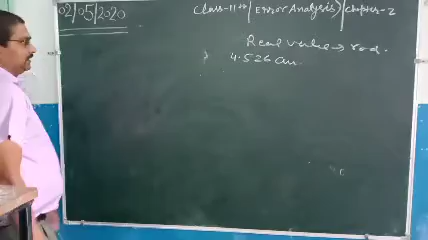 02/05/2020
Class-11th (Error Analysis) chapter-2
Real value → rod.
4.526 cm.